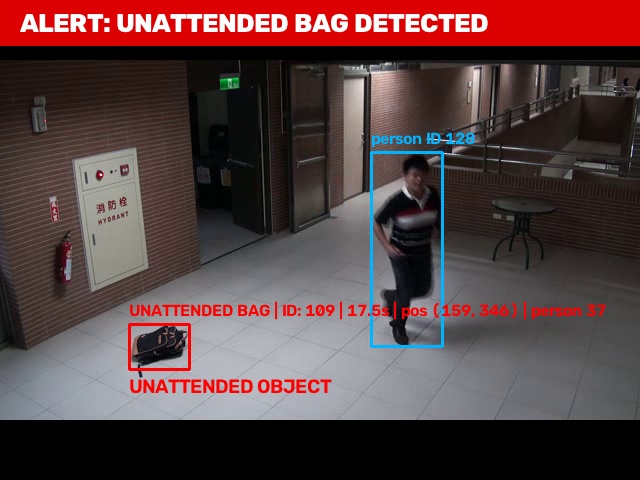 ALERT: UNATTENDED BAG DETECTED
person ID 128
消防栓
HYDRANT
UNATTENDED BAG | ID: 109 | 17.5s | pos (159, 346) | person 37
UNATTENDED OBJECT